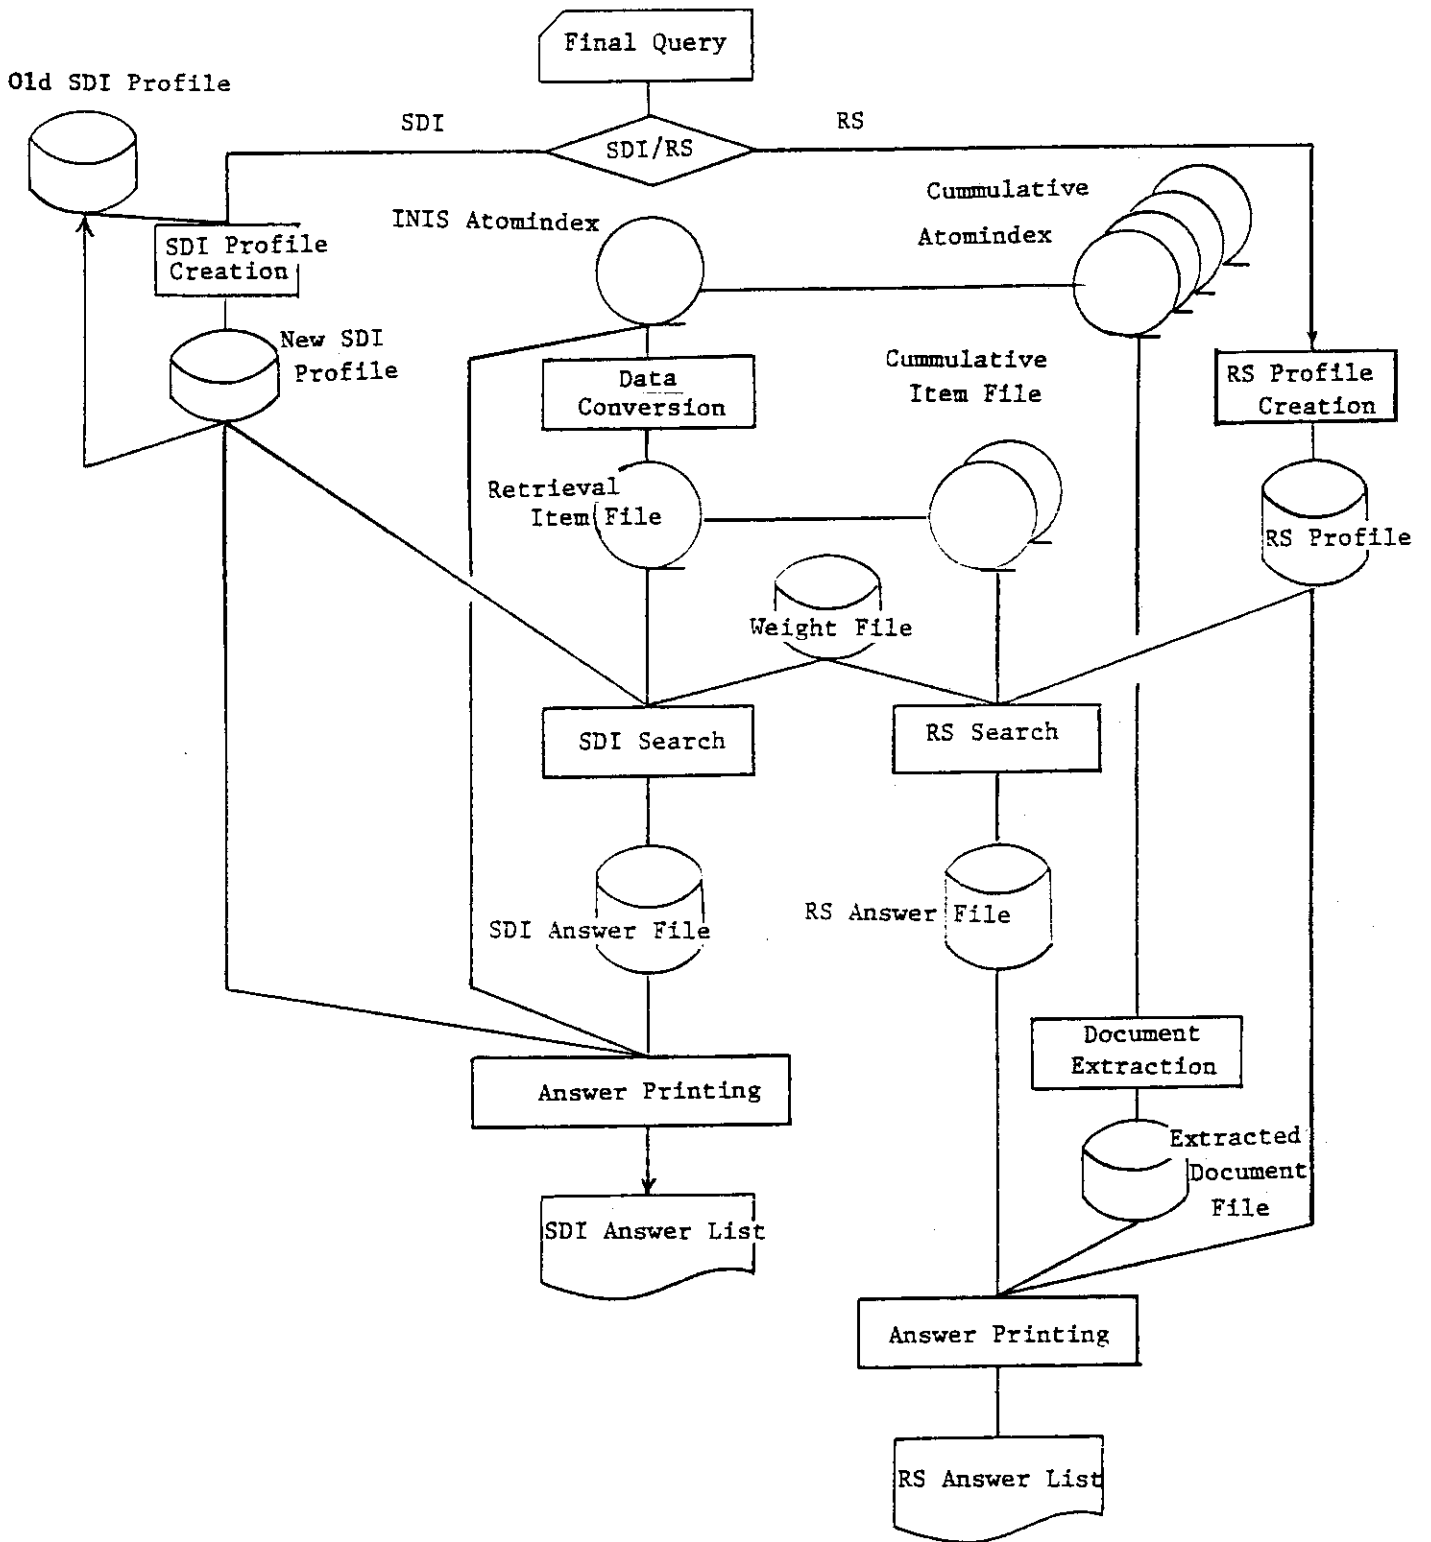 Final Query
Old SDI Profile
SDI
RS
SDI/RS
INIS Atomindex
Cummulative
Atomindex
SDI Profile
Creation
New SDI
Profile
Data
Conversion
Cummulative
Item File
RS Profile
Creation
Retrieval
Item File
RS Profile
Weight File
SDI Search
RS Search
SDI Answer File
RS Answer File
Document
Extraction
Answer Printing
Extracted
Document
File
SDI Answer List
Answer Printing
RS Answer List